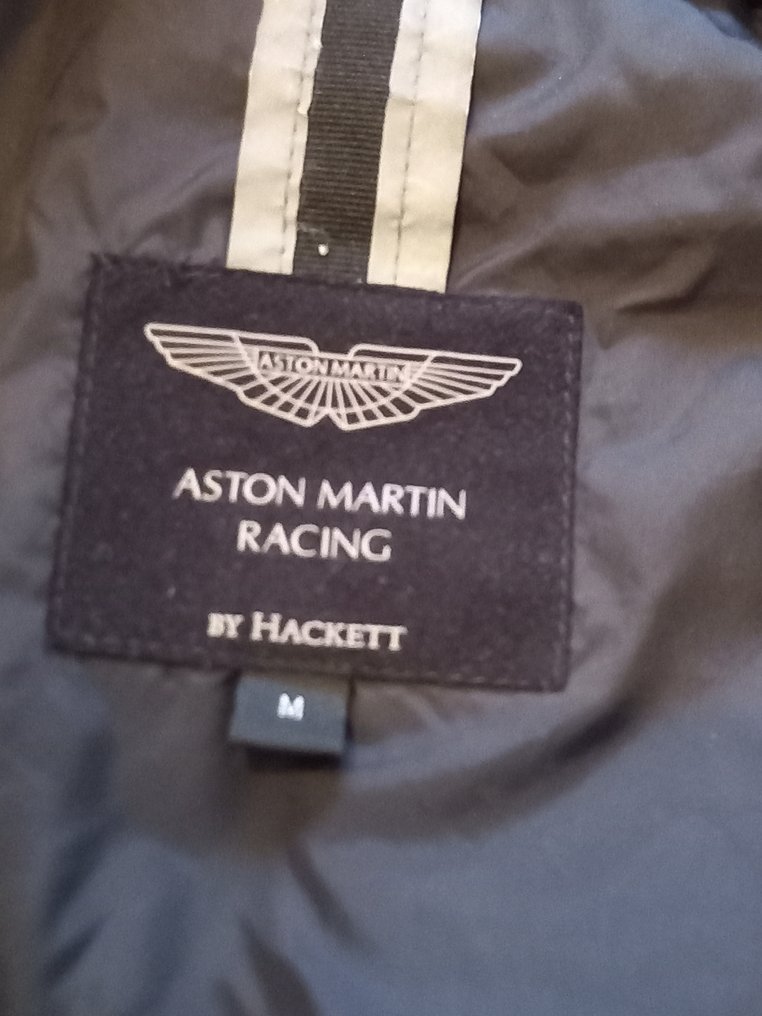 ASTON MARTIN
ASTON MARTIN
RACING
BY HACKETT
M